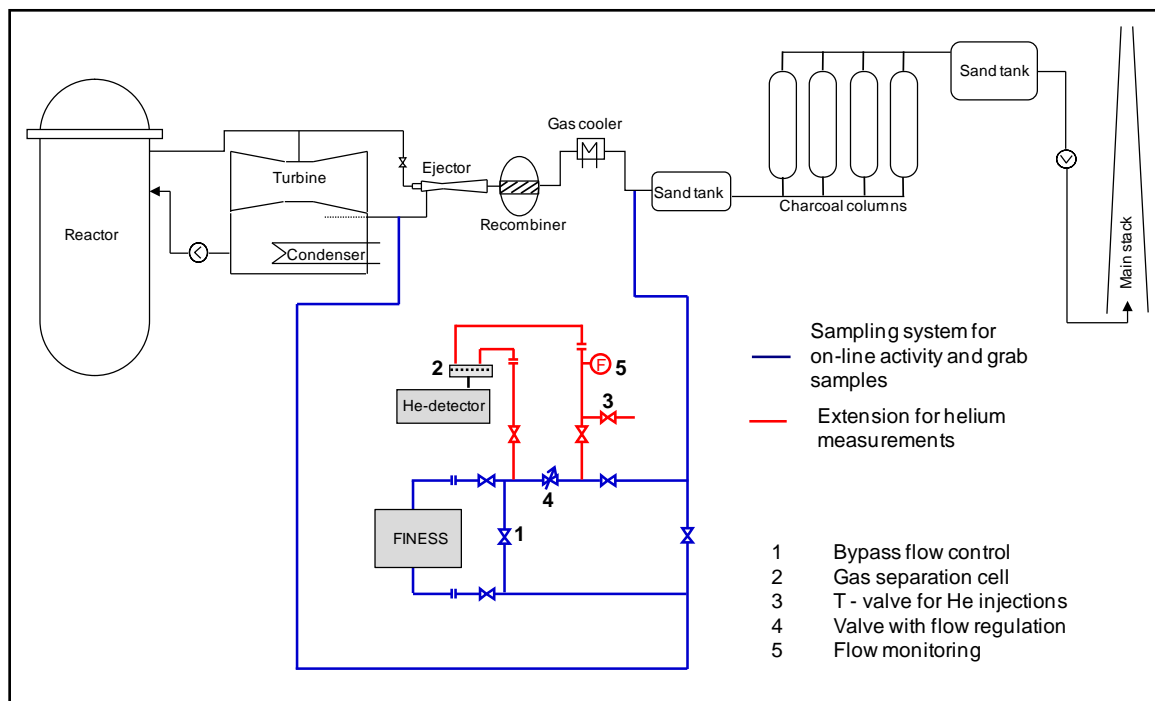 Sand tank
Gas cooler
Ejector
Turbine
Sand tank
Charcoal columns
Recombiner
Reactor
Condenser
Main stack
Sampling system for
on-line activity and grab
samples
2
F
5
He-detector
3
Extension for helium
measurements
4
1
FINESS
1 Bypass flow control
2 Gas separation cell
3 T - valve for He injections
4 Valve with flow regulation
5 Flow monitoring